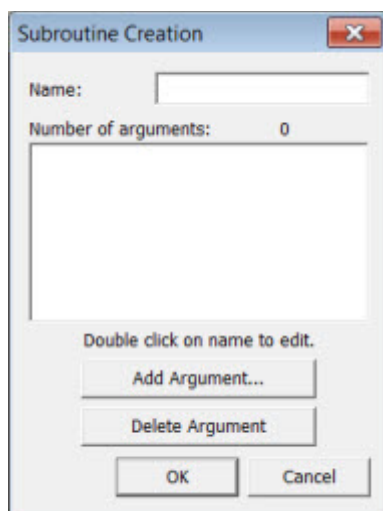 Subroutine Creation
Name:
Number of arguments: 0
Double click on name to edit.
Add Argument...
Delete Argument
OK Cancel